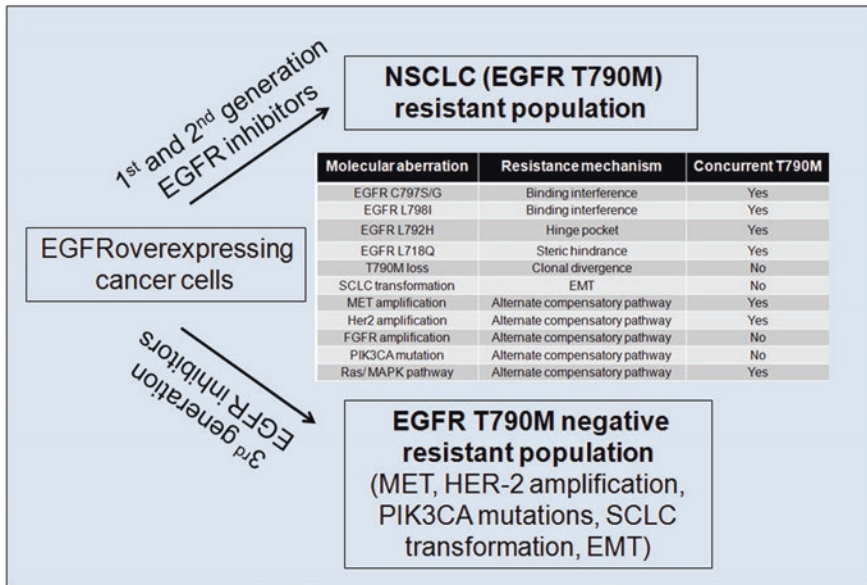 NSCLC (EGFR T790M)
resistant population
1st and 2nd generation
EGFR inhibitors
Molecular aberration Resistance mechanism Concurrent T790M
EGFR C797S/G Binding interference Yes
EGFR L798I Binding interference Yes
EGFR L792H Hinge pocket Yes
EGFR L718Q Steric hindrance Yes
T790M loss Clonal divergence No
SCLC transformation EMT No
MET amplification Alternate compensatory pathway Yes
Her2 amplification Alternate compensatory pathway Yes
FGFR amplification Alternate compensatory pathway No
PIK3CA mutation Alternate compensatory pathway No
Ras/ MAPK pathway Alternate compensatory pathway Yes
EGFRoverexpressing
cancer cells
3rd generation
EGFR inhibitors
EGFR T790M negative
resistant population
(MET, HER-2 amplification,
PIK3CA mutations, SCLC
transformation, EMT)